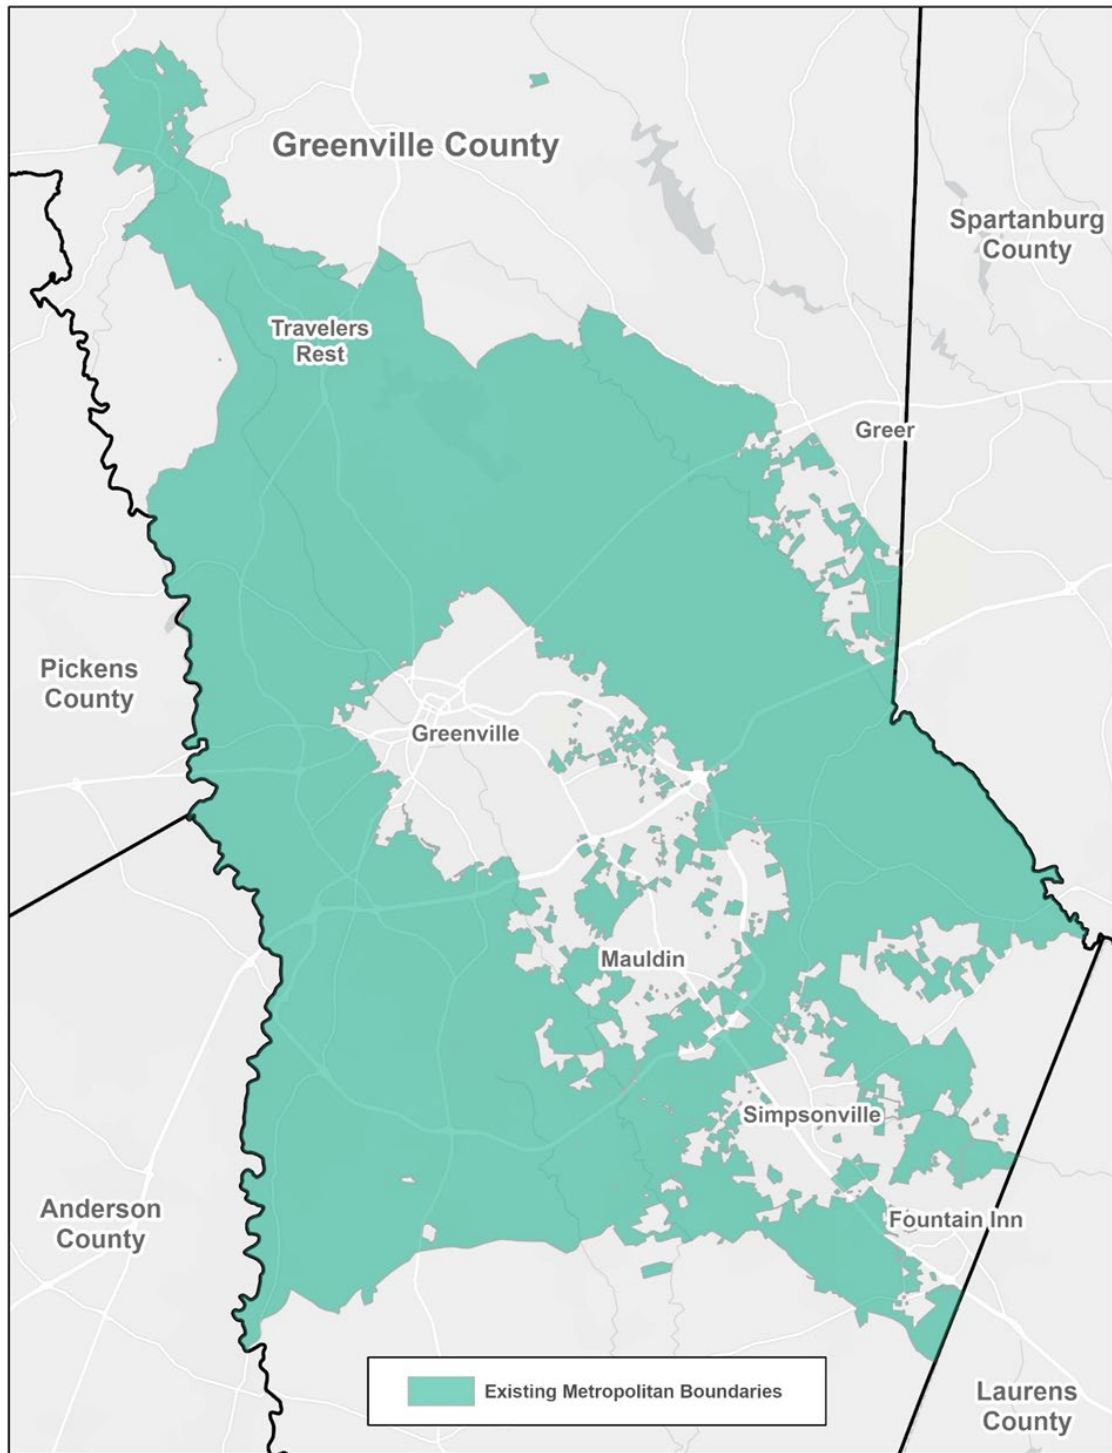 Greenville County
Spartanburg
County
Travelers
Rest
Greer
Pickens
County
Greenville
Mauldin
Simpsonville
Anderson
County
Fountain Inn
Existing Metropolitan Boundaries
Laurens
County